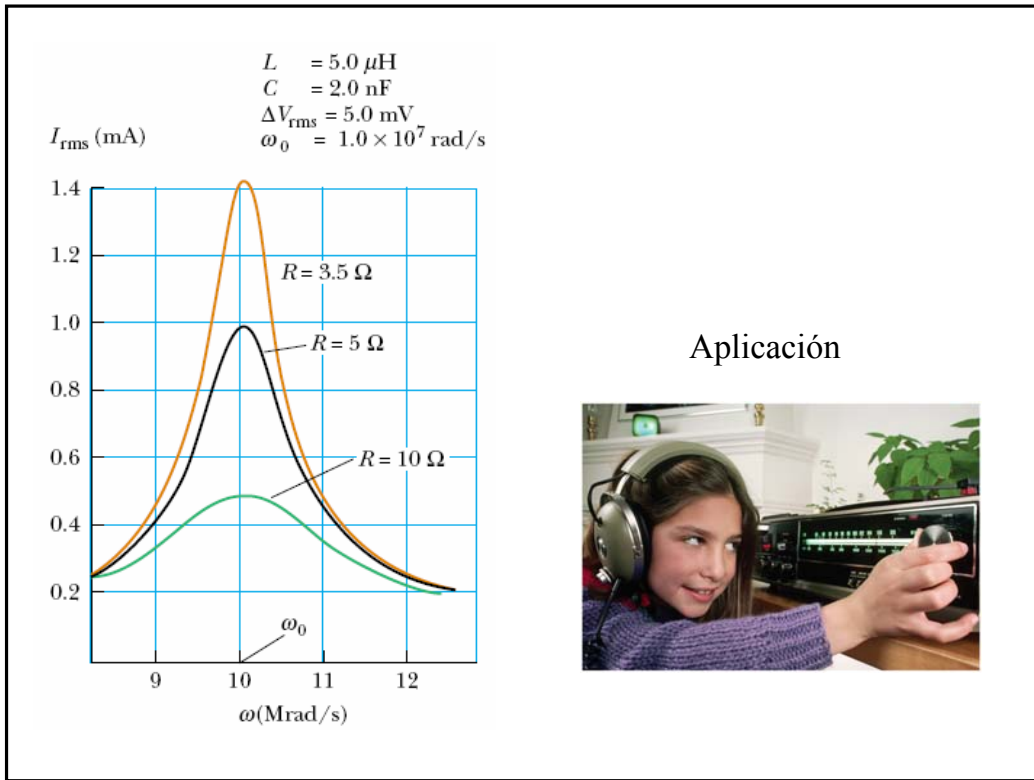 L = 5.0 μH
C = 2.0 nF
ΔV_rms = 5.0 mV
ω_0 = 1.0 × 10^7 rad/s
I_rms (mA)
1.4
1.2
1.0
0.8
0.6
0.4
0.2
R = 3.5 Ω
R = 5 Ω
R = 10 Ω
ω_0
9 10 11 12
ω(Mrad/s)
Aplicación